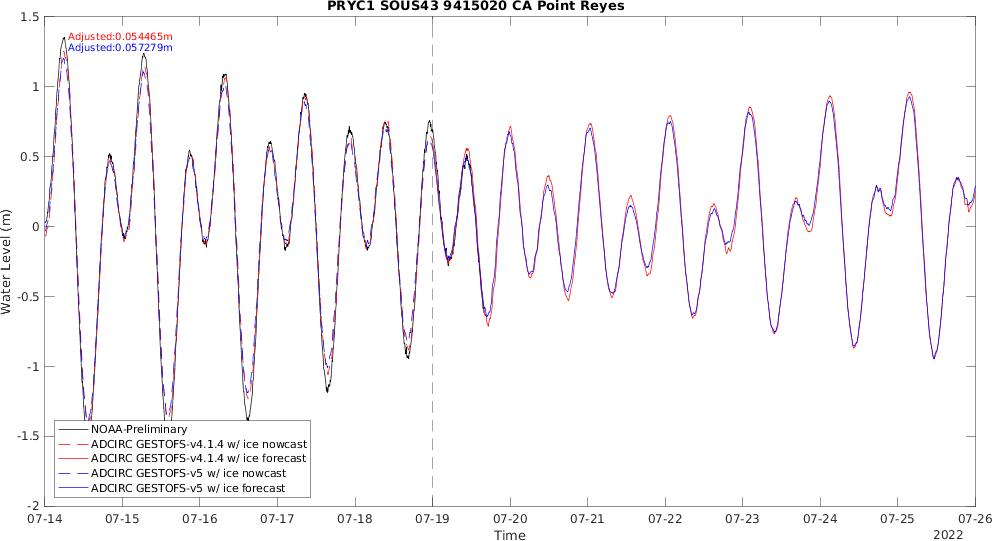 PRYC1 SOUS43 9415020 CA Point Reyes
Adjusted:0.054465m
Adjusted:0.057279m
Water Level (m)
1.5
1
0.5
0
-0.5
-1
-1.5
-2
NOAA-Preliminary
ADCIRC GESTOFS-v4.1.4 w/ ice nowcast
ADCIRC GESTOFS-v4.1.4 w/ ice forecast
ADCIRC GESTOFS-v5 w/ ice nowcast
ADCIRC GESTOFS-v5 w/ ice forecast
07-14 07-15 07-16 07-17 07-18 07-19 07-20 07-21 07-22 07-23 07-24 07-25 07-26
Time
2022